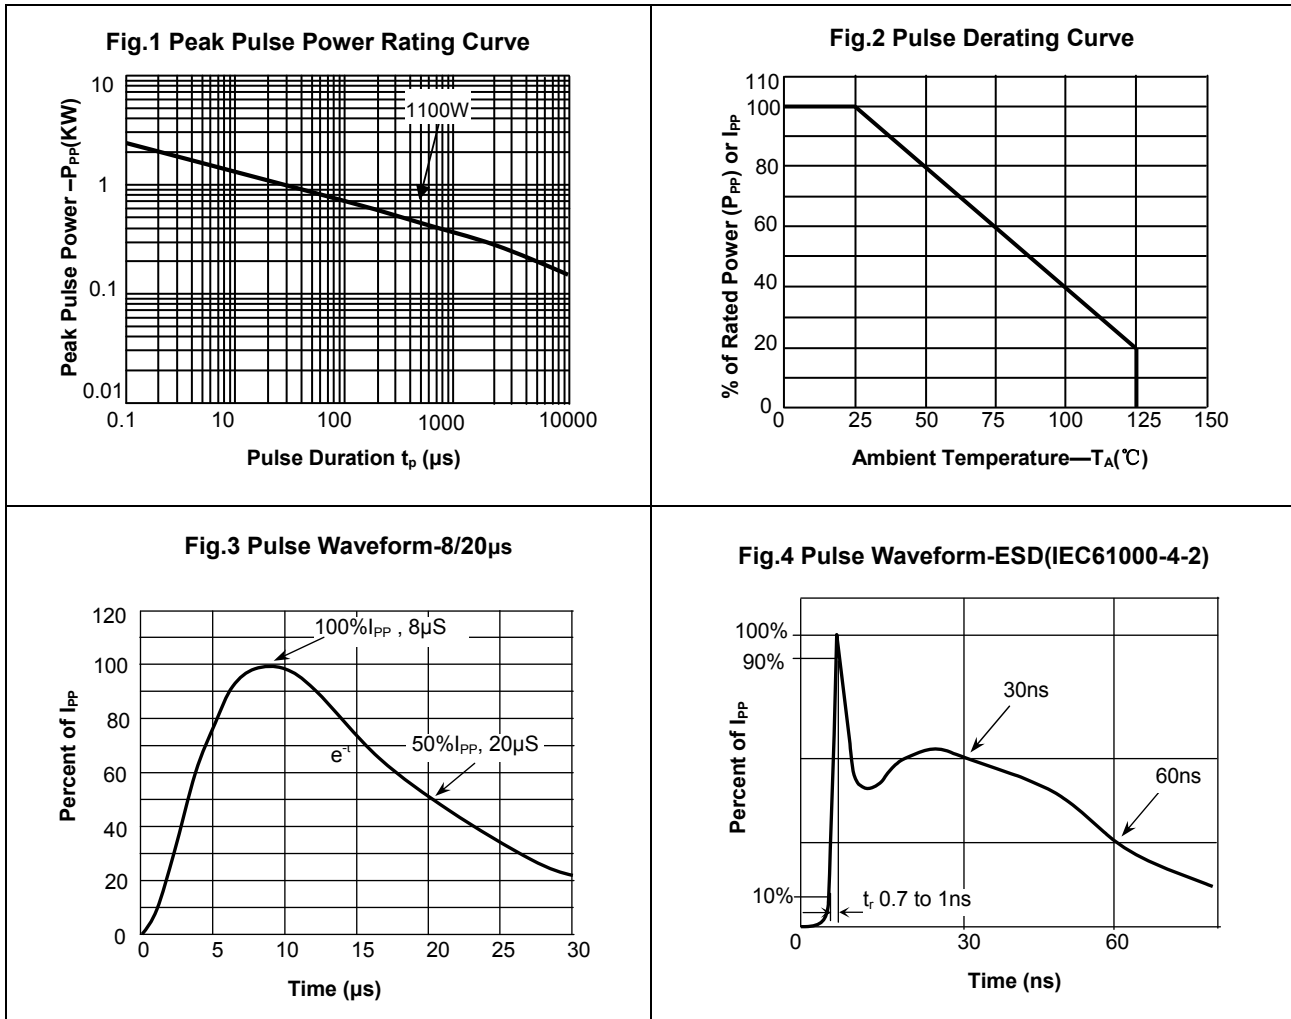 Fig.1 Peak Pulse Power Rating Curve
Peak Pulse Power –PPP(KW)
10
1
0.1
0.01
1100W
0.1 10 100 1000 10000
Pulse Duration tp (μs)
Fig.2 Pulse Derating Curve
% of Rated Power (PPP) or IPP
110
100
80
60
40
20
0
0 25 50 75 100 125 150
Ambient Temperature—TA(℃)
Fig.3 Pulse Waveform-8/20μs
Percent of IPP
120
100
80
60
40
20
0
100%IPP , 8μS
e-t
50%IPP, 20μS
0 5 10 15 20 25 30
Time (μs)
Fig.4 Pulse Waveform-ESD(IEC61000-4-2)
Percent of IPP
100%
90%
10%
30ns
60ns
tr 0.7 to 1ns
0 30 60
Time (ns)